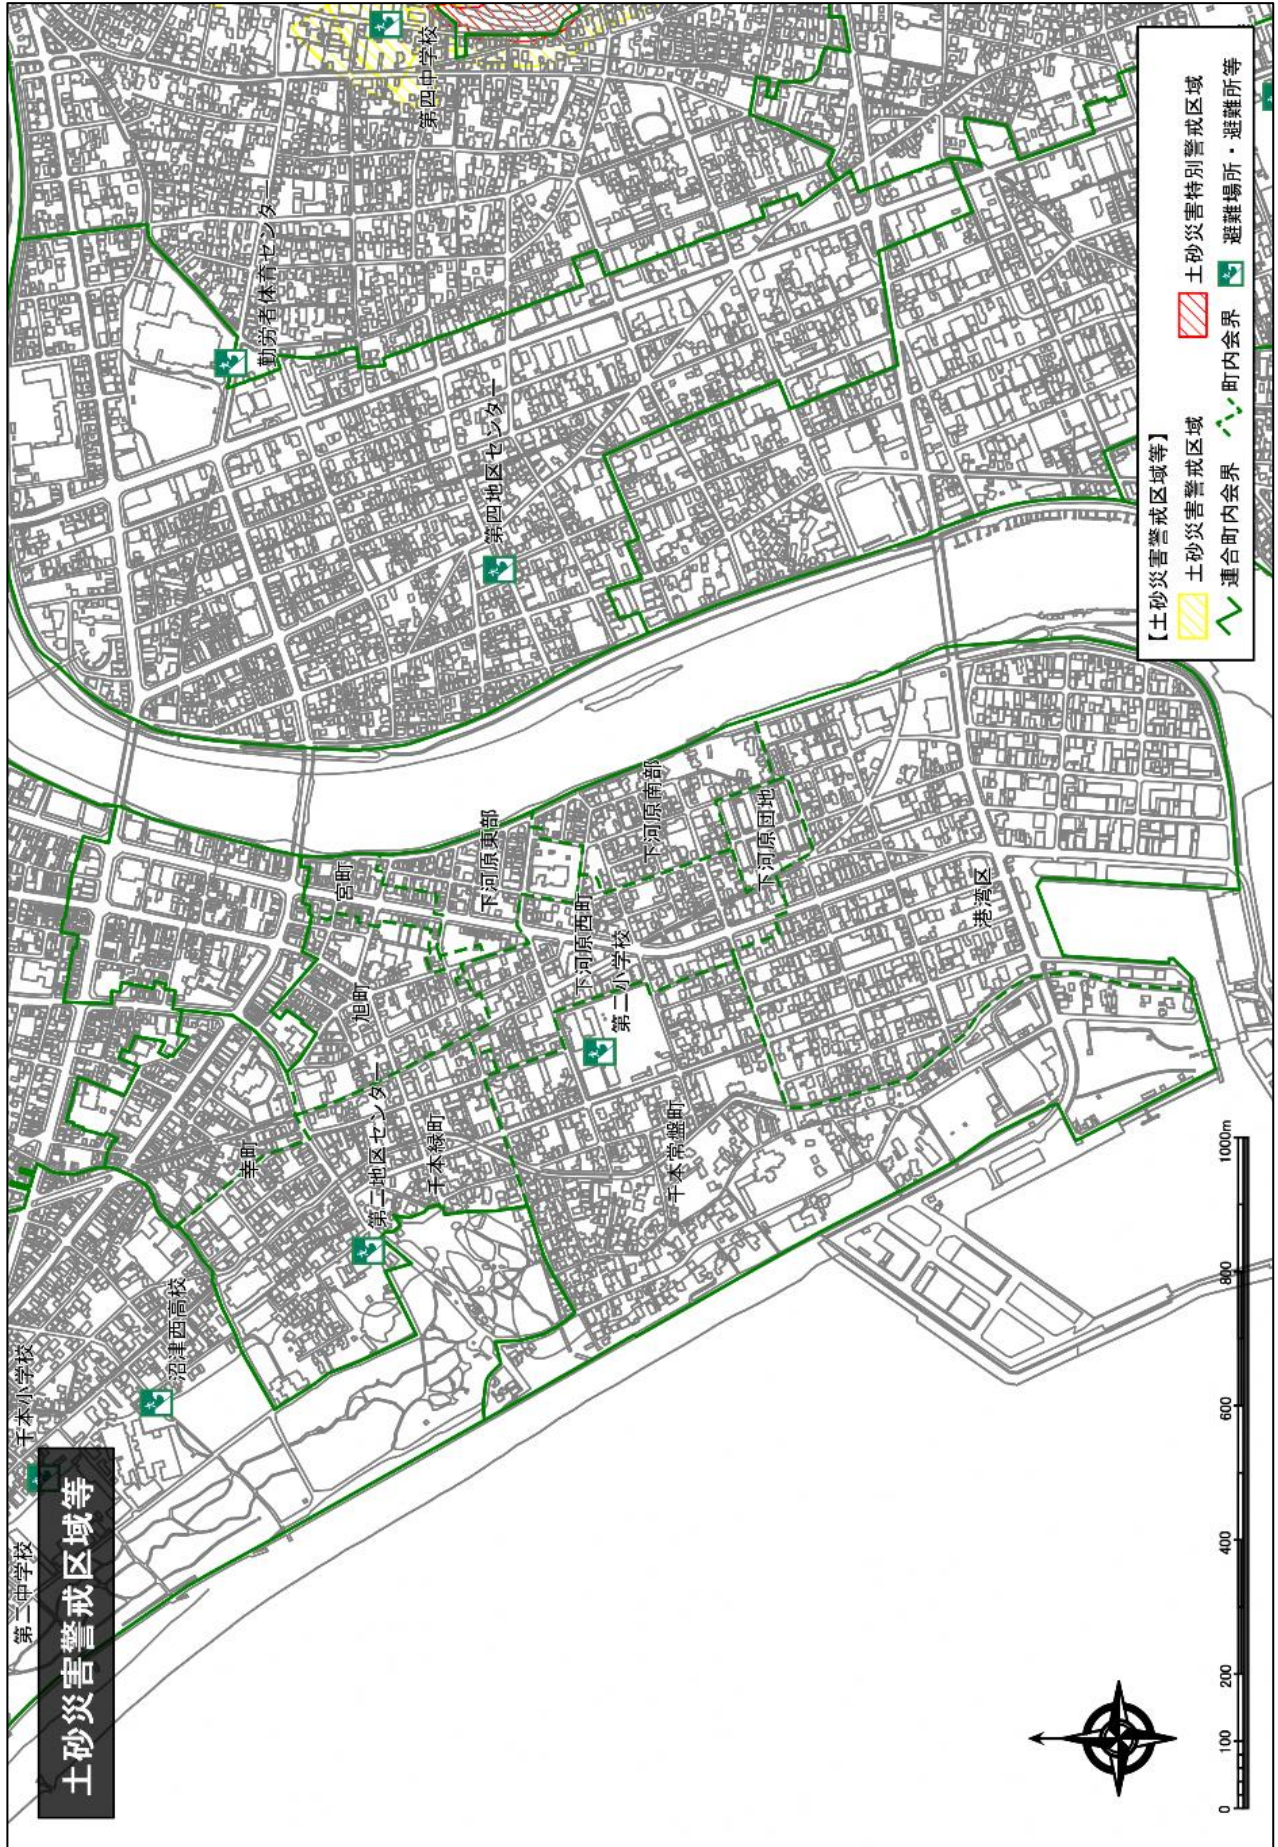 土砂災害警戒区域等
第二中学校
千本小学校
沼津西高校
幸町
第二地区センター
千本緑町
旭町
宮町
下河原東部
下河原西町
第二小学校
千本常盤町
下河原南部
下河原団地
港湾区
勤労者体育センター
第四地区センター
第四中学校
【土砂災害警戒区域等】
土砂災害警戒区域 土砂災害特別警戒区域
連合町内会界 町内会界 避難場所・避難所等
0 100 200 400 600 800 1000m